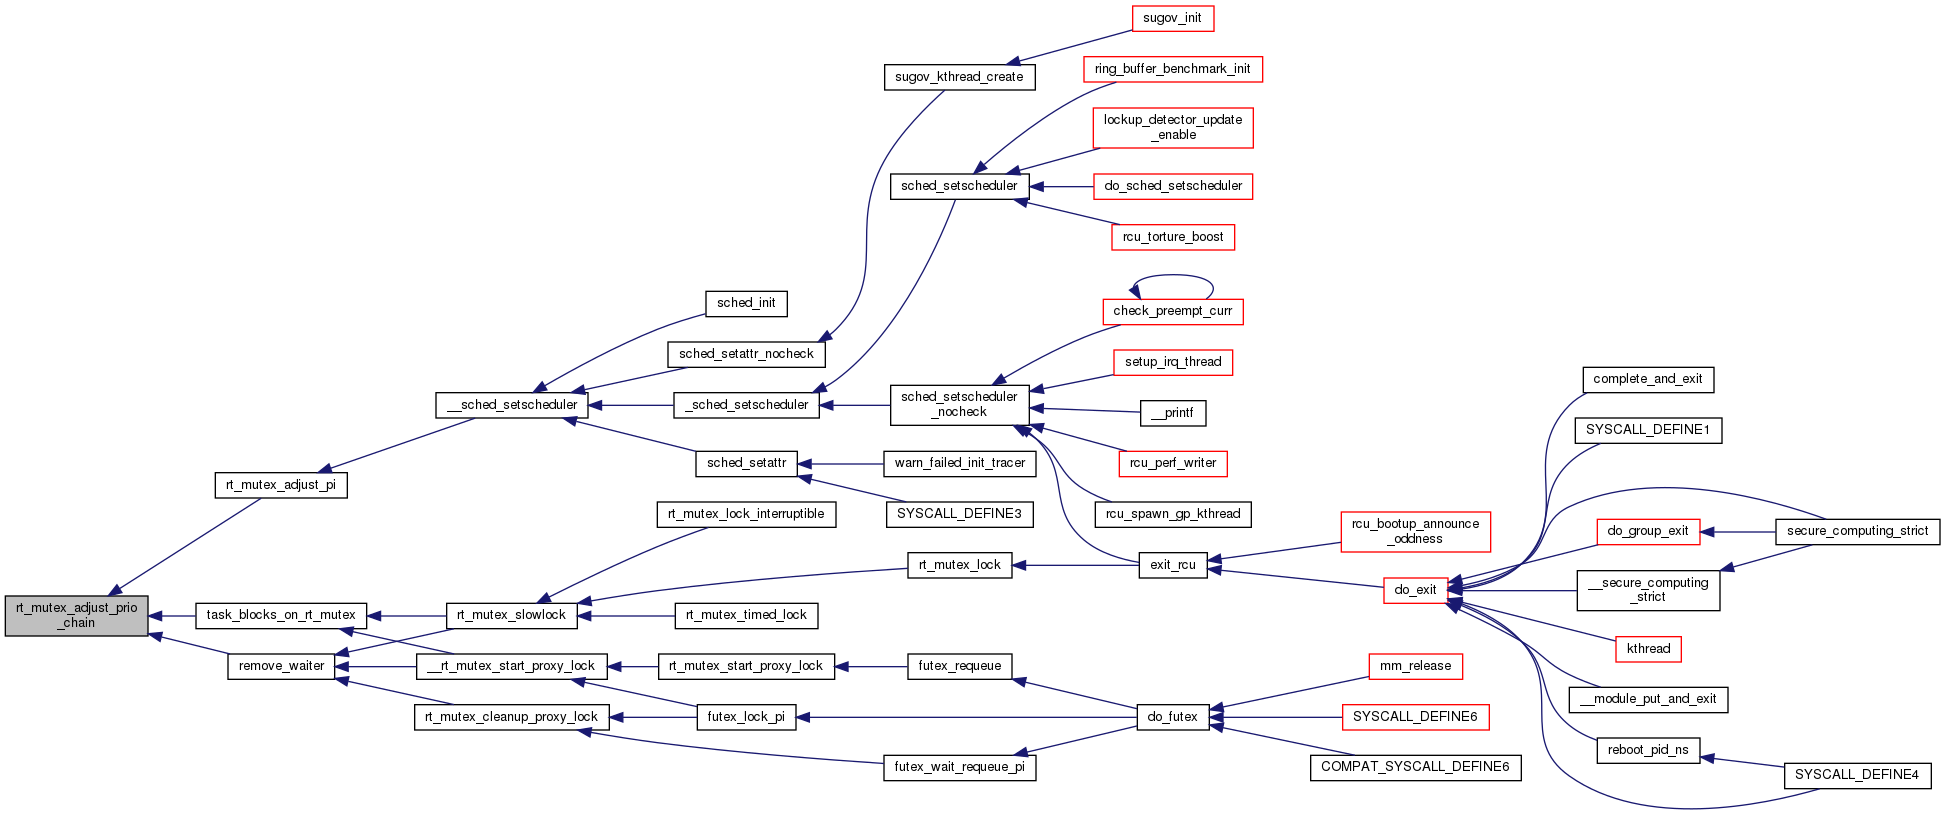 sugov_init
sugov_kthread_create
ring_buffer_benchmark_init
lockup_detector_update
_enable
sched_setscheduler
do_sched_setscheduler
rcu_torture_boost
sched_init
check_preempt_curr
sched_setattr_nocheck
setup_irq_thread
__sched_setscheduler
_sched_setscheduler
sched_setscheduler
_nocheck
__printf
complete_and_exit
SYSCALL_DEFINE1
sched_setattr
warn_failed_init_tracer
rcu_perf_writer
rt_mutex_adjust_pi
rt_mutex_lock_interruptible
SYSCALL_DEFINE3
rcu_spawn_gp_kthread
rcu_bootup_announce
_oddness
do_group_exit
secure_computing_strict
rt_mutex_lock
exit_rcu
do_exit
__secure_computing
_strict
rt_mutex_adjust_prio
_chain
task_blocks_on_rt_mutex
rt_mutex_slowlock
rt_mutex_timed_lock
kthread
remove_waiter
__rt_mutex_start_proxy_lock
rt_mutex_start_proxy_lock
futex_requeue
mm_release
__module_put_and_exit
rt_mutex_cleanup_proxy_lock
futex_lock_pi
do_futex
SYSCALL_DEFINE6
reboot_pid_ns
futex_wait_requeue_pi
COMPAT_SYSCALL_DEFINE6
SYSCALL_DEFINE4